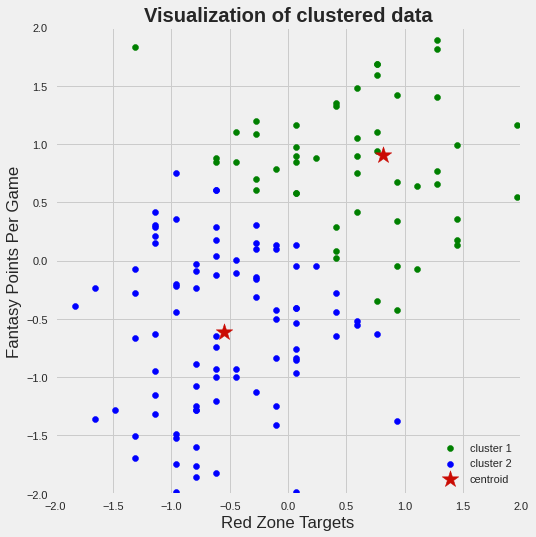 Visualization of clustered data
Fantasy Points Per Game
2.0
1.5
1.0
0.5
0.0
−0.5
−1.0
−1.5
−2.0
−2.0 −1.5 −1.0 −0.5 0.0 0.5 1.0 1.5 2.0
Red Zone Targets
cluster 1
cluster 2
centroid